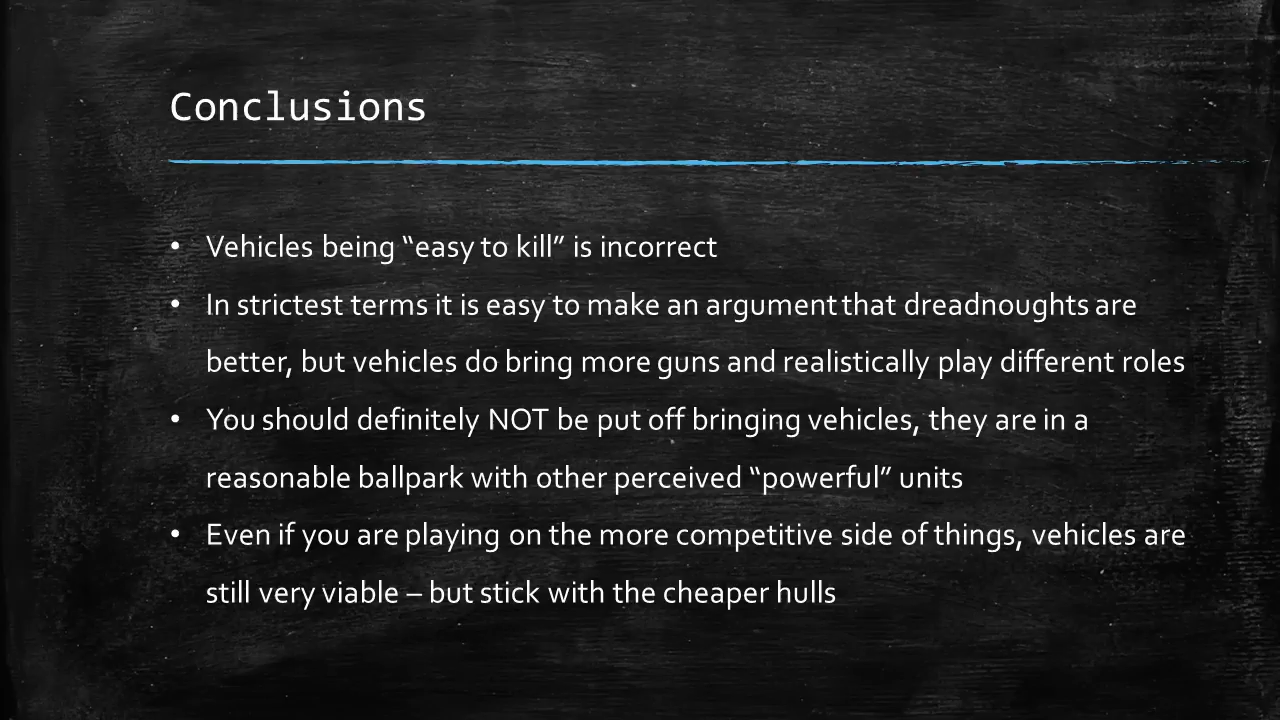 Conclusions
• Vehicles being “easy to kill” is incorrect
• In strictest terms it is easy to make an argument that dreadnoughts are
better, but vehicles do bring more guns and realistically play different roles
• You should definitely NOT be put off bringing vehicles, they are in a
reasonable ballpark with other perceived “powerful” units
• Even if you are playing on the more competitive side of things, vehicles are
still very viable – but stick with the cheaper hulls